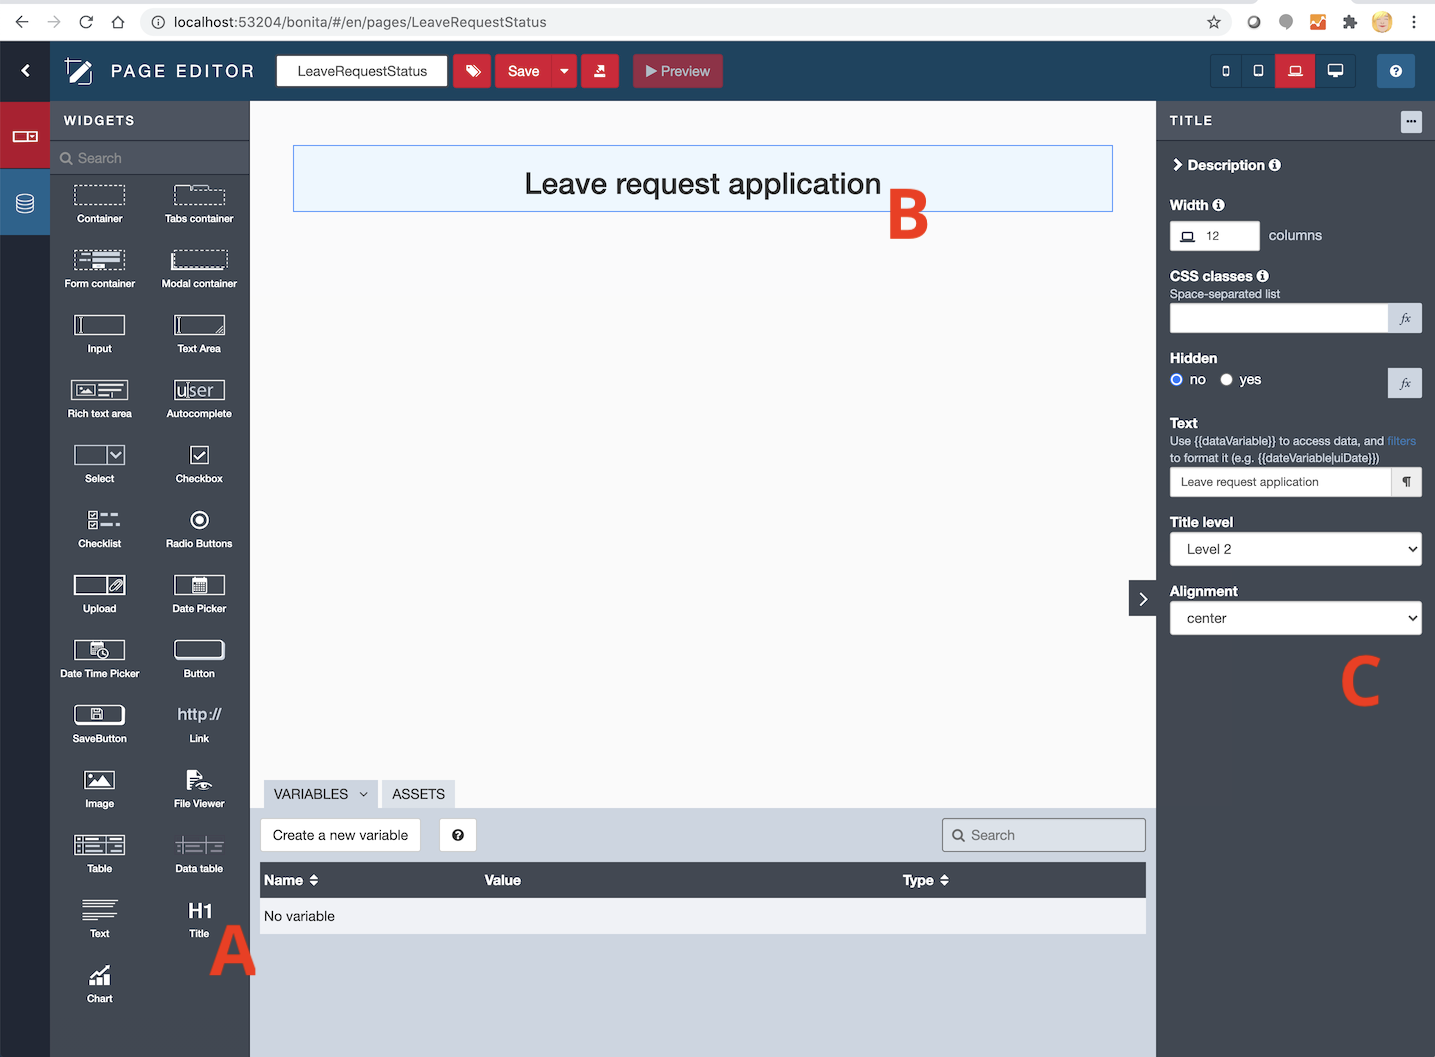 localhost:53204/bonita/#/en/pages/LeaveRequestStatus
PAGE EDITOR
LeaveRequestStatus
Save
Preview
?
WIDGETS
Search
Container
Tabs container
Form container
Modal container
Input
Text Area
Rich text area
user
Autocomplete
Select
Checkbox
Checklist
Radio Buttons
Upload
Date Picker
Date Time Picker
Button
SaveButton
http://
Link
Image
File Viewer
Table
Data table
Text
H1
Title
A
Chart
Leave request application
B
VARIABLES
ASSETS
Create a new variable
?
Search
Name
Value
Type
No variable
TITLE
Description
Width
12
columns
CSS classes
Space-separated list
fx
Hidden
no
yes
fx
Text
Use {{dataVariable}} to access data, and filters
to format it (e.g. {{dateVariable|uiDate}})
Leave request application
¶
Title level
Level 2
Alignment
center
C